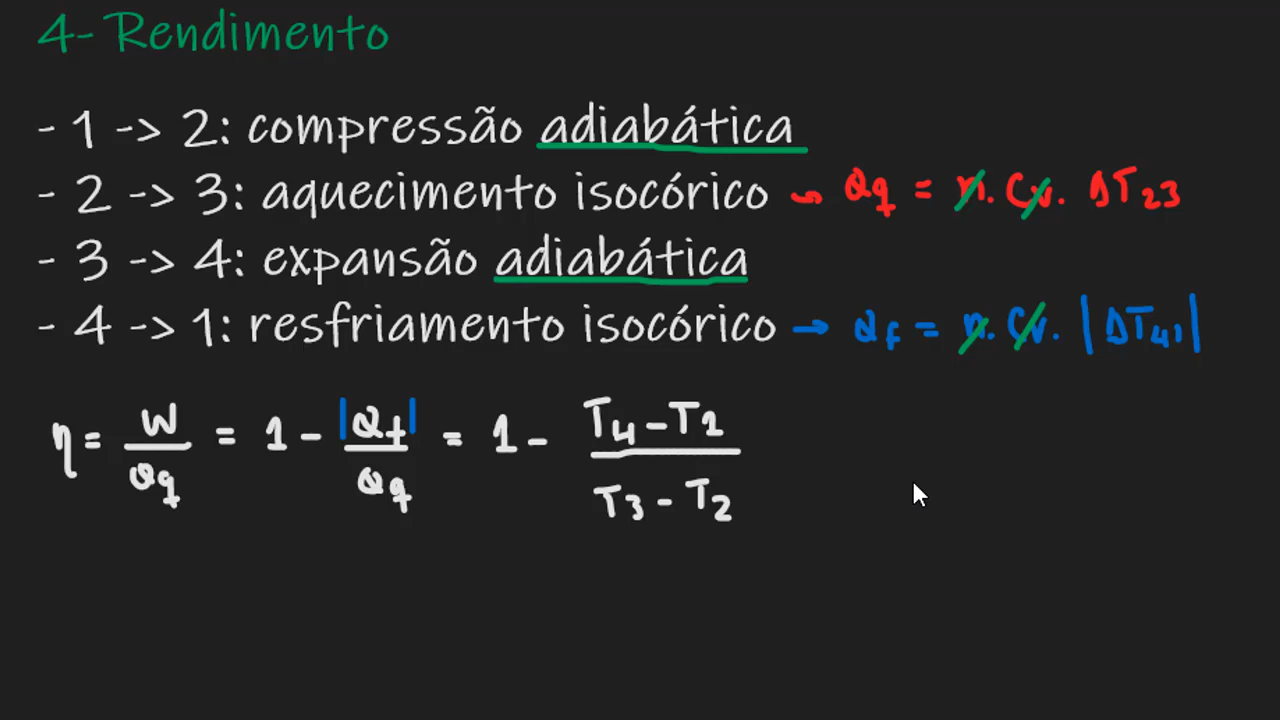 4- Rendimento
- 1 -> 2: compressão adiabática
- 2 -> 3: aquecimento isocórico → Qq = n. Cv. ΔT23
- 3 -> 4: expansão adiabática
- 4 -> 1: resfriamento isocórico → Qf = n. Cv. |ΔT41|
η = W/Qq = 1 - |Qf|/Qq = 1 - (T4 - T1)/(T3 - T2)